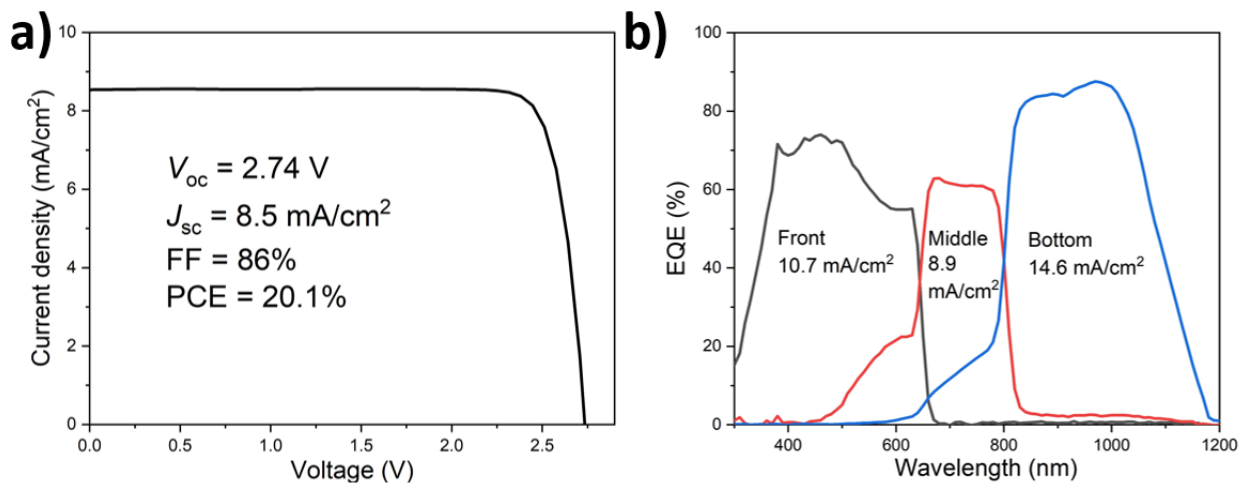 a)
10
8
6
4
2
0
Current density (mA/cm²)
V_oc = 2.74 V
J_sc = 8.5 mA/cm²
FF = 86%
PCE = 20.1%
0.0 0.5 1.0 1.5 2.0 2.5
Voltage (V)
b)
100
80
60
40
20
0
EQE (%)
Front
10.7 mA/cm²
Middle
8.9
mA/cm²
Bottom
14.6 mA/cm²
400 600 800 1000 1200
Wavelength (nm)